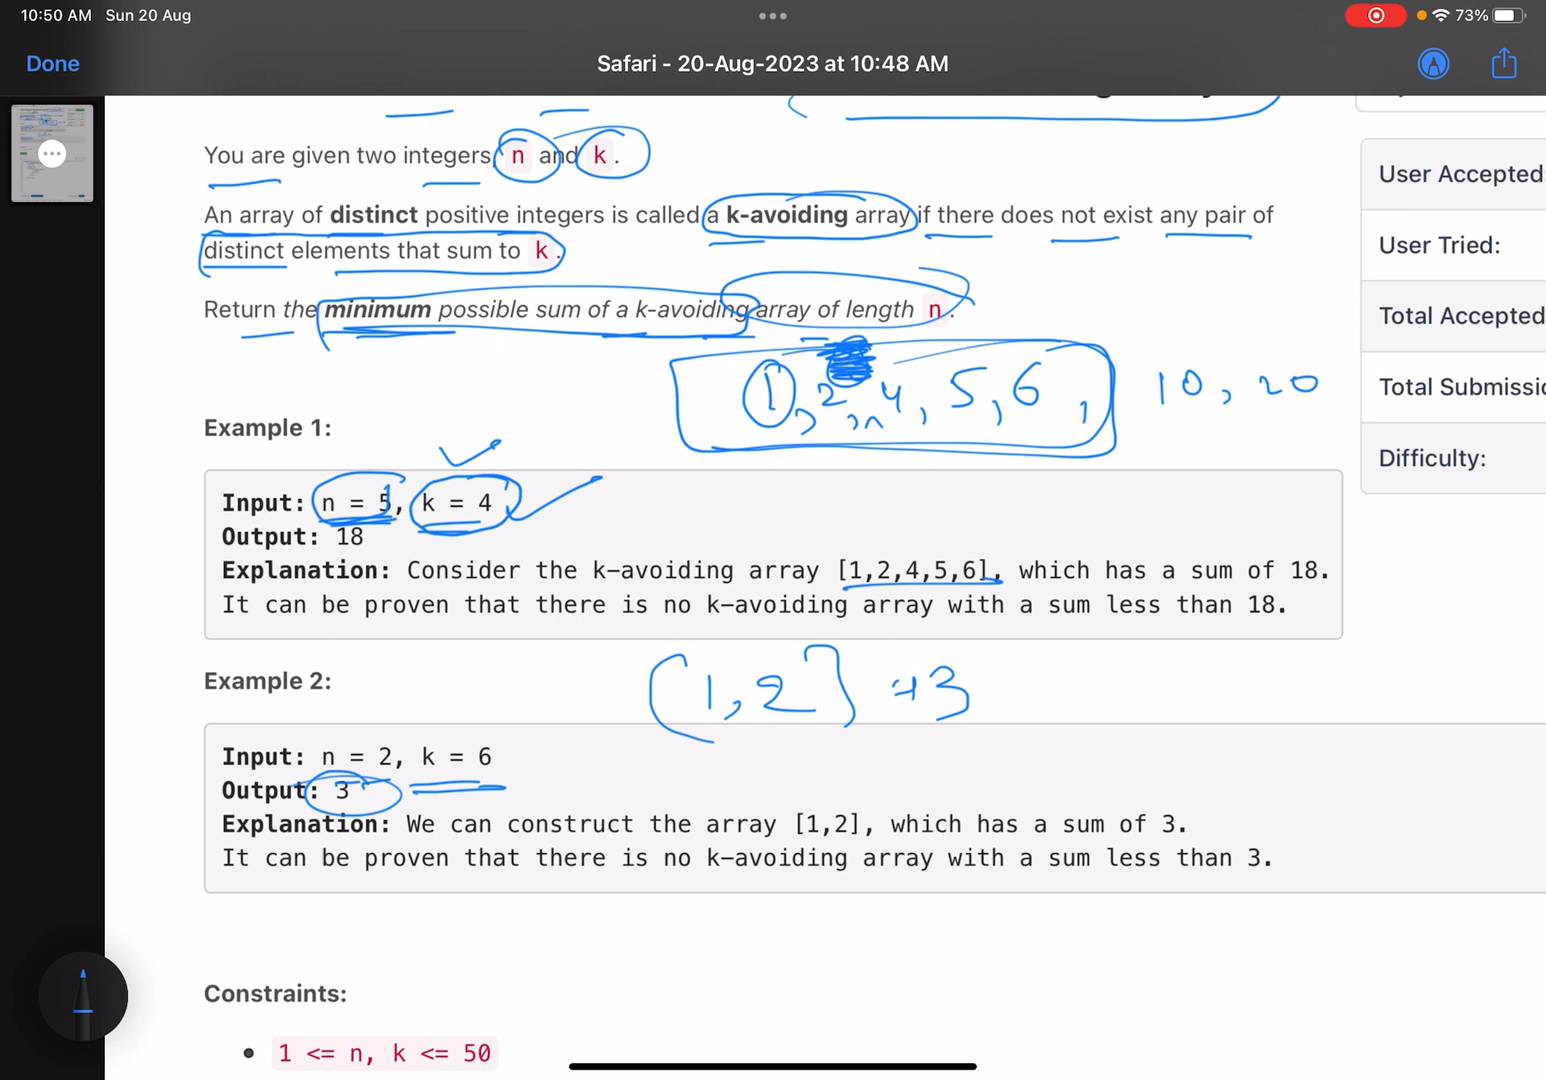 10:50 AM Sun 20 Aug
73%
Done
Safari - 20-Aug-2023 at 10:48 AM
You are given two integers, n and k.
An array of distinct positive integers is called a k-avoiding array if there does not exist any pair of
distinct elements that sum to k.
Return the minimum possible sum of a k-avoiding array of length n.
1, 2, 4, 5, 6, 10, 20
Example 1:
Input: n = 5, k = 4
Output: 18
Explanation: Consider the k-avoiding array [1,2,4,5,6], which has a sum of 18.
It can be proven that there is no k-avoiding array with a sum less than 18.
[1, 2] → 3
Example 2:
Input: n = 2, k = 6
Output: 3
Explanation: We can construct the array [1,2], which has a sum of 3.
It can be proven that there is no k-avoiding array with a sum less than 3.
Constraints:
1 <= n, k <= 50
User Accepted:
User Tried:
Total Accepted
Total Submissio
Difficulty: